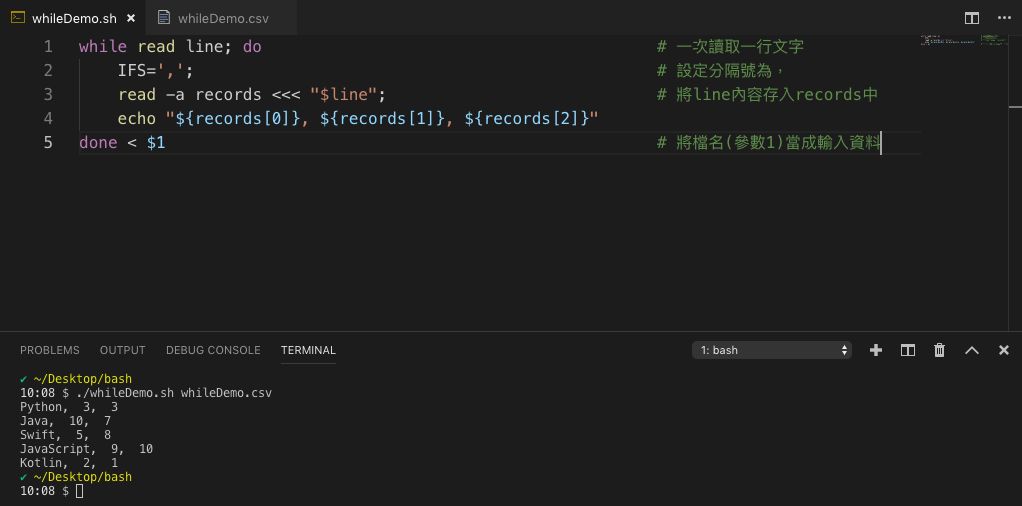 whileDemo.sh × whileDemo.csv
1 while read line; do # 一次讀取一行文字
2 IFS=','; # 設定分隔號為，
3 read -a records <<< "$line"; # 將line內容存入records中
4 echo "${records[0]}, ${records[1]}, ${records[2]}"
5 done < $1 # 將檔名(參數1)當成輸入資料
PROBLEMS OUTPUT DEBUG CONSOLE TERMINAL 1: bash
✔ ~/Desktop/bash
10:08 $ ./whileDemo.sh whileDemo.csv
Python, 3, 3
Java, 10, 7
Swift, 5, 8
JavaScript, 9, 10
Kotlin, 2, 1
✔ ~/Desktop/bash
10:08 $